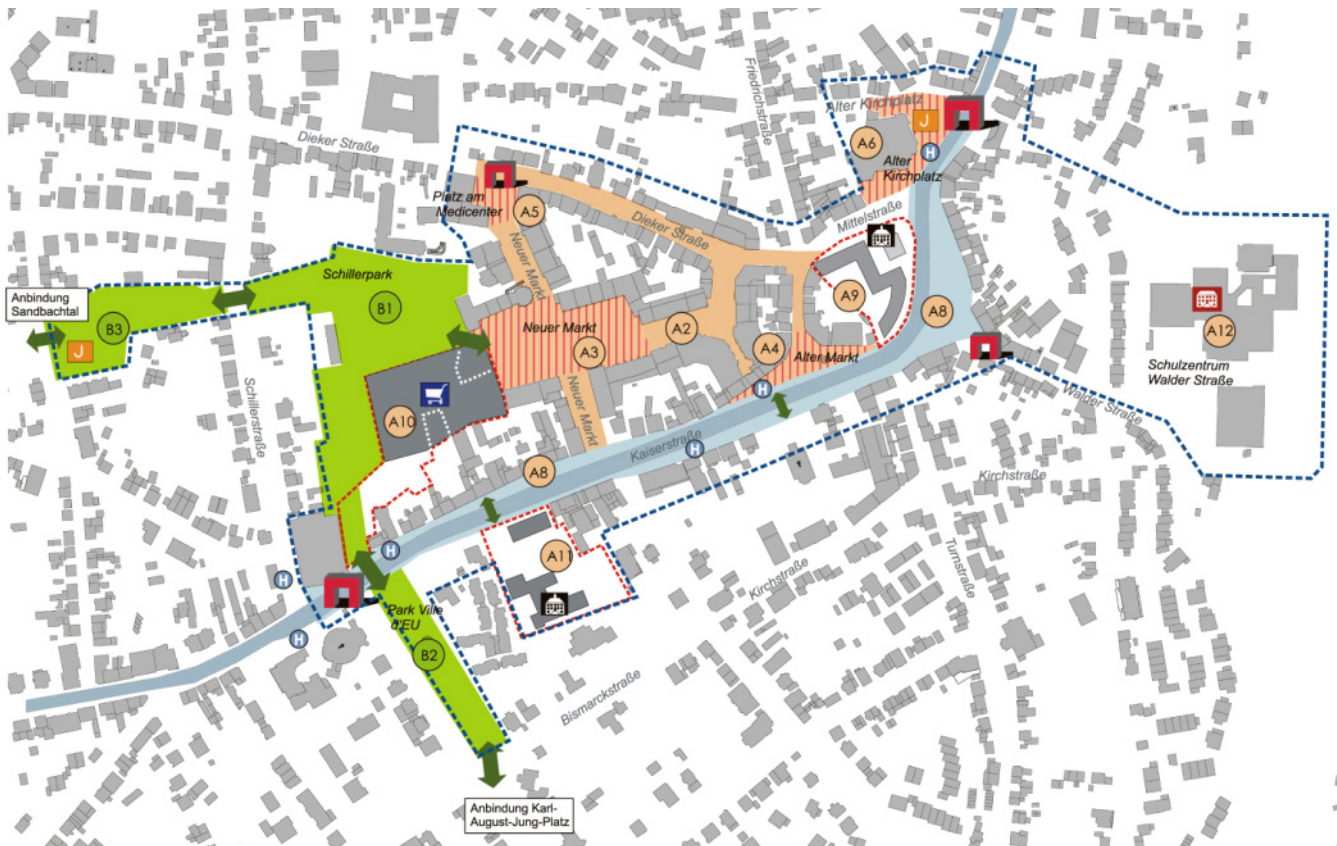 Friedrichstraße
Alter Kirchplatz
J
A6
H
Alter
Kirchplatz
Dieker Straße
Platz am
Medicenter
A5
Mittelstraße
Dieker Straße
Neuer Markt
Schillerpark
Anbindung
Sandbachtal
B1
B3
J
A9
A8
A12
Schulzentrum
Walder Straße
Neuer Markt
A2
A3
A4
Alter Markt
H
Walder Straße
Schillerstraße
Neuer Markt
A10
Kaiserstraße
H
A8
Kirchstraße
H
A11
H
Turnstraße
Kirchstraße
Park Ville
d'EU
H
B2
Bismarckstraße
Anbindung Karl-
August-Jung-Platz